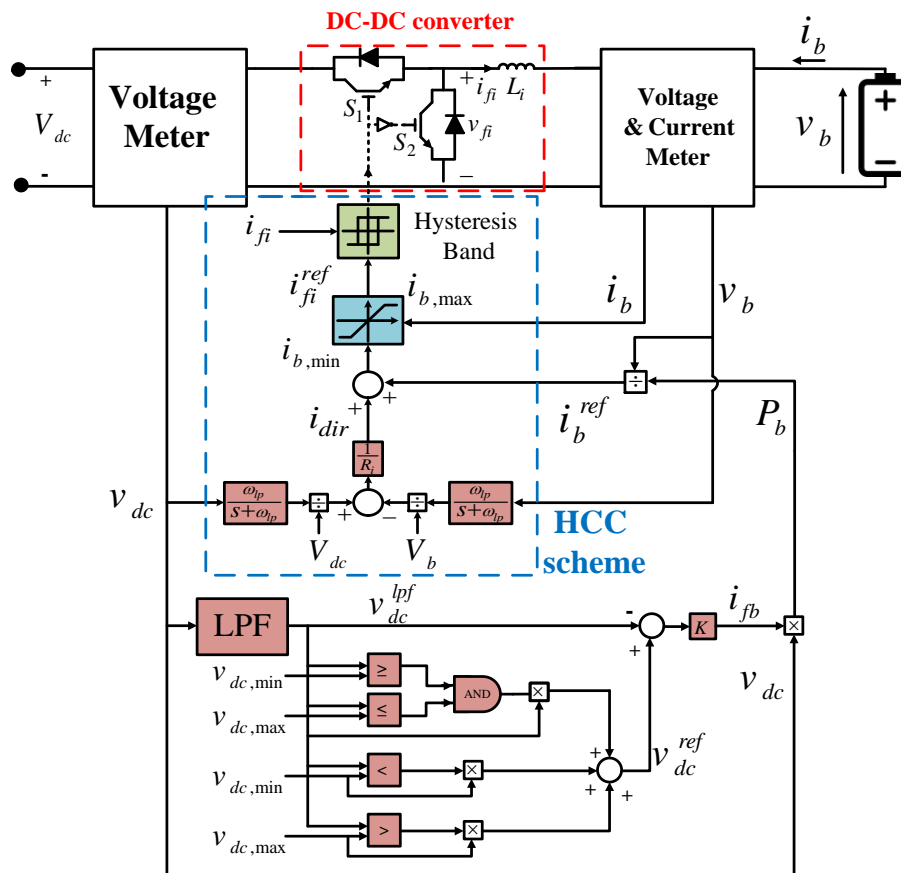 DC-DC converter
i_b
+
V_dc
-
Voltage
Meter
S_1
S_2
+
i_fi
L_i
v_fi
−
Voltage
& Current
Meter
v_b
+
−
i_fi
Hysteresis
Band
i_fi^ref
i_b,max
i_b
v_b
i_b,min
÷
+
+
i_dir
i_b^ref
P_b
1/R_i
v_dc
ω_lp/(s+ω_lp)
÷
+
−
÷
ω_lp/(s+ω_lp)
V_dc
V_b
HCC
scheme
LPF
v_dc^lpf
-
+
K
i_fb
×
v_dc,min
≥
AND
×
v_dc
v_dc,max
≤
v_dc,min
<
×
+
+
+
v_dc^ref
v_dc,max
>
×